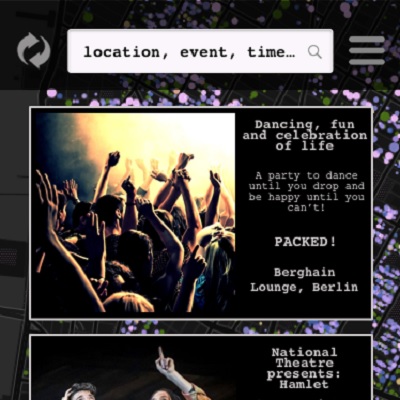 location, event, time…
Dancing, fun
and celebration
of life
A party to dance
until you drop and
be happy until you
can't!
PACKED!
Berghain
Lounge, Berlin
National
Theatre
presents:
Hamlet